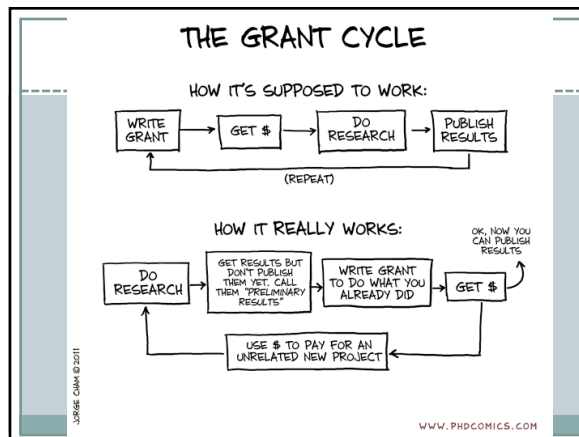 THE GRANT CYCLE
HOW IT'S SUPPOSED TO WORK:
WRITE
GRANT
GET $
DO
RESEARCH
PUBLISH
RESULTS
(REPEAT)
HOW IT REALLY WORKS:
OK, NOW YOU
CAN PUBLISH
RESULTS
DO
RESEARCH
GET RESULTS BUT
DON'T PUBLISH
THEM YET. CALL
THEM "PRELIMINARY
RESULTS"
WRITE GRANT
TO DO WHAT YOU
ALREADY DID
GET $
USE $ TO PAY FOR AN
UNRELATED NEW PROJECT
JORGE CHAM © 2011
WWW.PHDCOMICS.COM